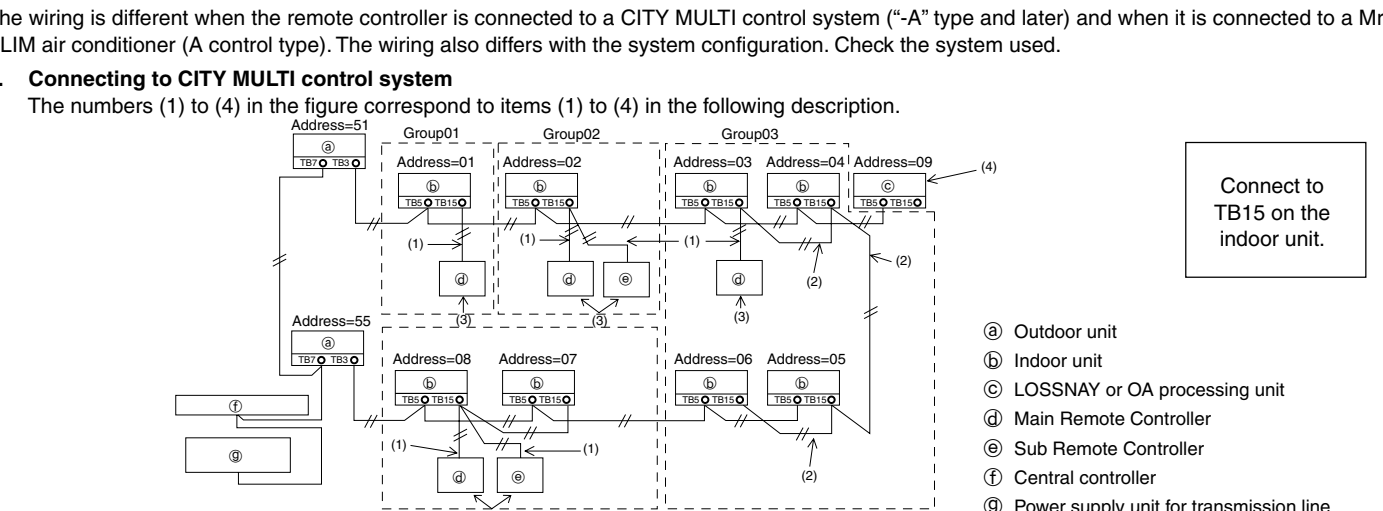 he wiring is different when the remote controller is connected to a CITY MULTI control system (“-A” type and later) and when it is connected to a Mr
LIM air conditioner (A control type). The wiring also differs with the system configuration. Check the system used.
. Connecting to CITY MULTI control system
The numbers (1) to (4) in the figure correspond to items (1) to (4) in the following description.
Address=51
ⓐ
TB7 TB3
Group01
Group02
Group03
Address=01
ⓑ
TB5 TB15
Address=02
ⓑ
TB5 TB15
Address=03
ⓑ
TB5 TB15
Address=04
ⓑ
TB5 TB15
Address=09
ⓒ
TB5 TB15
(4)
(1)
(1)
(1)
(2)
(2)
ⓓ
ⓓ
ⓔ
ⓓ
(3)
(3)
(3)
Connect to
TB15 on the
indoor unit.
Address=55
ⓐ
TB7 TB3
Address=08
ⓑ
TB5 TB15
Address=07
ⓑ
TB5 TB15
Address=06
ⓑ
TB5 TB15
Address=05
ⓑ
TB5 TB15
ⓕ
ⓖ
(1)
(1)
(2)
ⓓ
ⓔ
ⓐ Outdoor unit
ⓑ Indoor unit
ⓒ LOSSNAY or OA processing unit
ⓓ Main Remote Controller
ⓔ Sub Remote Controller
ⓕ Central controller
ⓖ Power supply unit for transmission line